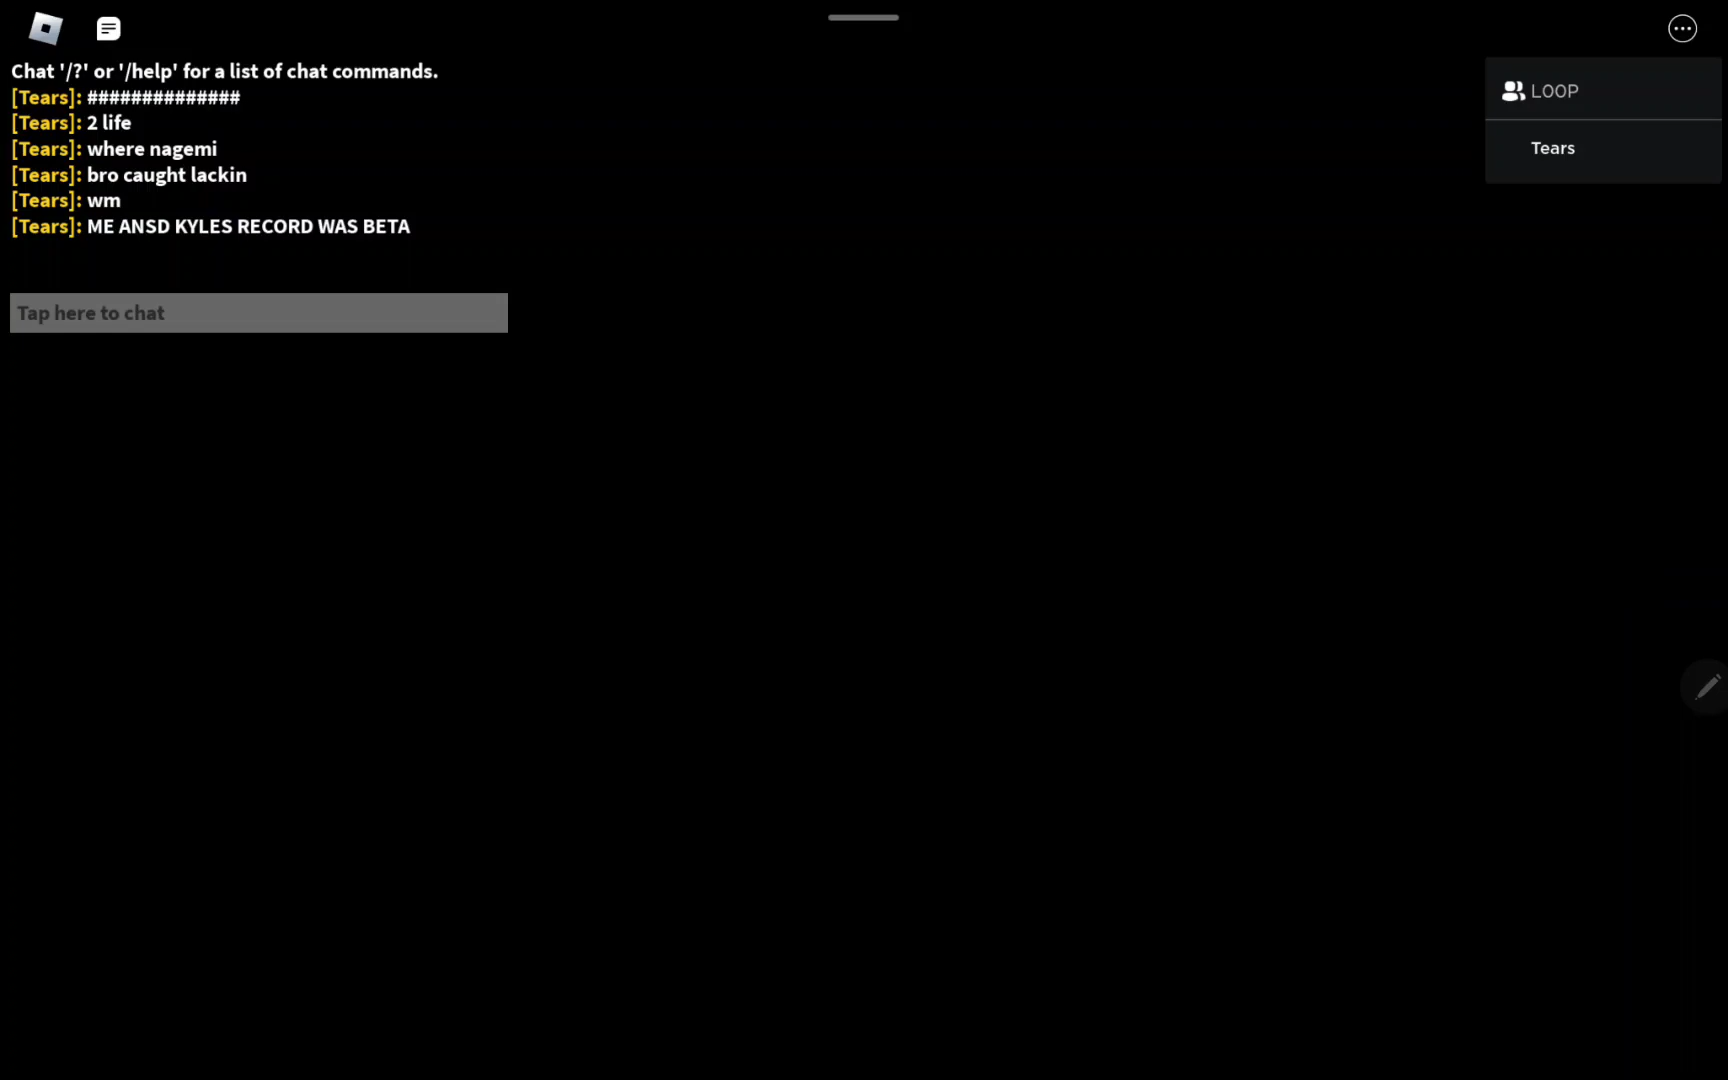 Chat '/?' or '/help' for a list of chat commands.
[Tears]: ##############
[Tears]: 2 life
[Tears]: where nagemi
[Tears]: bro caught lackin
[Tears]: wm
[Tears]: ME ANSD KYLES RECORD WAS BETA
Tap here to chat
LOOP
Tears